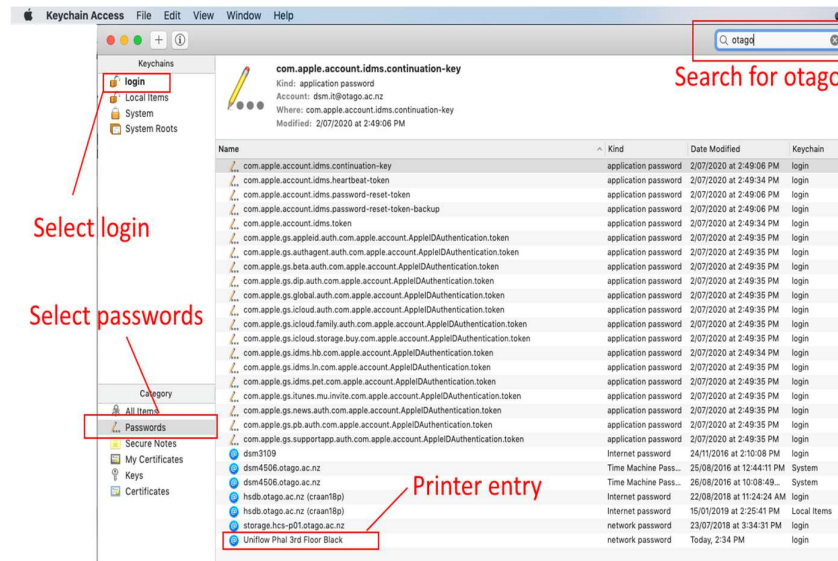 Keychain Access File Edit View Window Help
otago
Search for otago
Keychains
login
Local Items
System
System Roots
com.apple.account.idms.continuation-key
Kind: application password
Account: dsm.it@otago.ac.nz
Where: com.apple.account.idms.continuation-key
Modified: 2/07/2020 at 2:49:06 PM
Select login
Select passwords
Category
All Items
Passwords
Secure Notes
My Certificates
Keys
Certificates
Name Kind Date Modified Keychain
com.apple.account.idms.continuation-key application password 2/07/2020 at 2:49:06 PM login
com.apple.account.idms.heartbeat-token application password 2/07/2020 at 2:49:34 PM login
com.apple.account.idms.password-reset-token application password 2/07/2020 at 2:49:06 PM login
com.apple.account.idms.password-reset-token-backup application password 2/07/2020 at 2:49:06 PM login
com.apple.account.idms.token application password 2/07/2020 at 2:49:34 PM login
com.apple.gs.appleid.auth.com.apple.account.AppleIDAuthentication.token application password 2/07/2020 at 2:49:35 PM login
com.apple.gs.authagent.auth.com.apple.account.AppleIDAuthentication.token application password 2/07/2020 at 2:49:35 PM login
com.apple.gs.beta.auth.com.apple.account.AppleIDAuthentication.token application password 2/07/2020 at 2:49:35 PM login
com.apple.gs.dip.auth.com.apple.account.AppleIDAuthentication.token application password 2/07/2020 at 2:49:35 PM login
com.apple.gs.global.auth.com.apple.account.AppleIDAuthentication.token application password 2/07/2020 at 2:49:35 PM login
com.apple.gs.icloud.auth.com.apple.account.AppleIDAuthentication.token application password 2/07/2020 at 2:49:35 PM login
com.apple.gs.icloud.family.auth.com.apple.account.AppleIDAuthentication.token application password 2/07/2020 at 2:49:35 PM login
com.apple.gs.icloud.storage.buy.com.apple.account.AppleIDAuthentication.token application password 2/07/2020 at 2:49:35 PM login
com.apple.gs.idms.hb.com.apple.account.AppleIDAuthentication.token application password 2/07/2020 at 2:49:34 PM login
com.apple.gs.idms.ln.com.apple.account.AppleIDAuthentication.token application password 2/07/2020 at 2:49:35 PM login
com.apple.gs.idms.pet.com.apple.account.AppleIDAuthentication.token application password 2/07/2020 at 2:49:34 PM login
com.apple.gs.itunes.mu.invite.com.apple.account.AppleIDAuthentication.token application password 2/07/2020 at 2:49:35 PM login
com.apple.gs.news.auth.com.apple.account.AppleIDAuthentication.token application password 2/07/2020 at 2:49:35 PM login
com.apple.gs.pb.auth.com.apple.account.AppleIDAuthentication.token application password 2/07/2020 at 2:49:35 PM login
com.apple.gs.supportapp.auth.com.apple.account.AppleIDAuthentication.token application password 2/07/2020 at 2:49:35 PM login
dsm3109 Internet password 24/11/2016 at 2:10:08 PM login
dsm4506.otago.ac.nz Time Machine Pass... 25/08/2016 at 12:44:11 PM System
dsm4506.otago.ac.nz Time Machine Pass... 26/08/2016 at 10:08:49... System
hsdb.otago.ac.nz (craan18p) Internet password 22/08/2018 at 11:24:24 AM login
hsdb.otago.ac.nz (craan18p) Internet password 15/01/2019 at 2:25:41 PM Local Items
storage.hcs-p01.otago.ac.nz network password 23/07/2018 at 3:34:31 PM login
Uniflow Phal 3rd Floor Black network password Today, 2:34 PM login
Printer entry